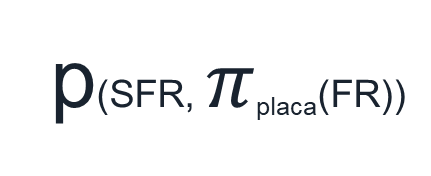 p(SFR, π placa(FR))